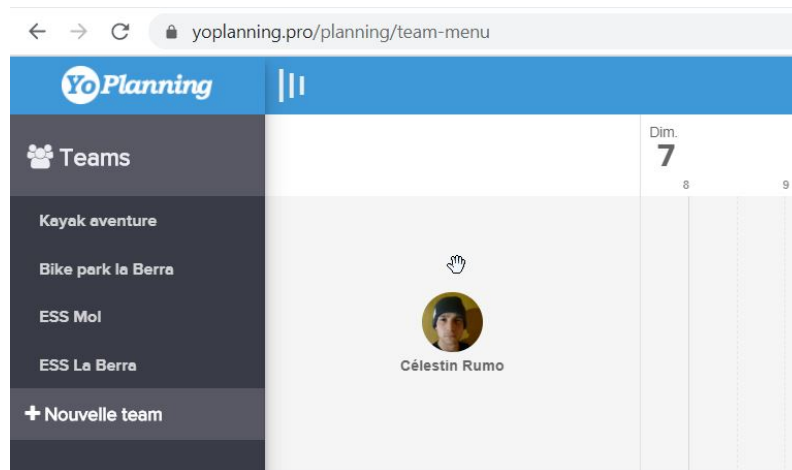 yoplanning.pro/planning/team-menu
YoPlanning
Teams
Dim.
7
8 9
Kayak aventure
Bike park la Berra
ESS Mol
ESS La Berra
Célestin Rumo
+ Nouvelle team